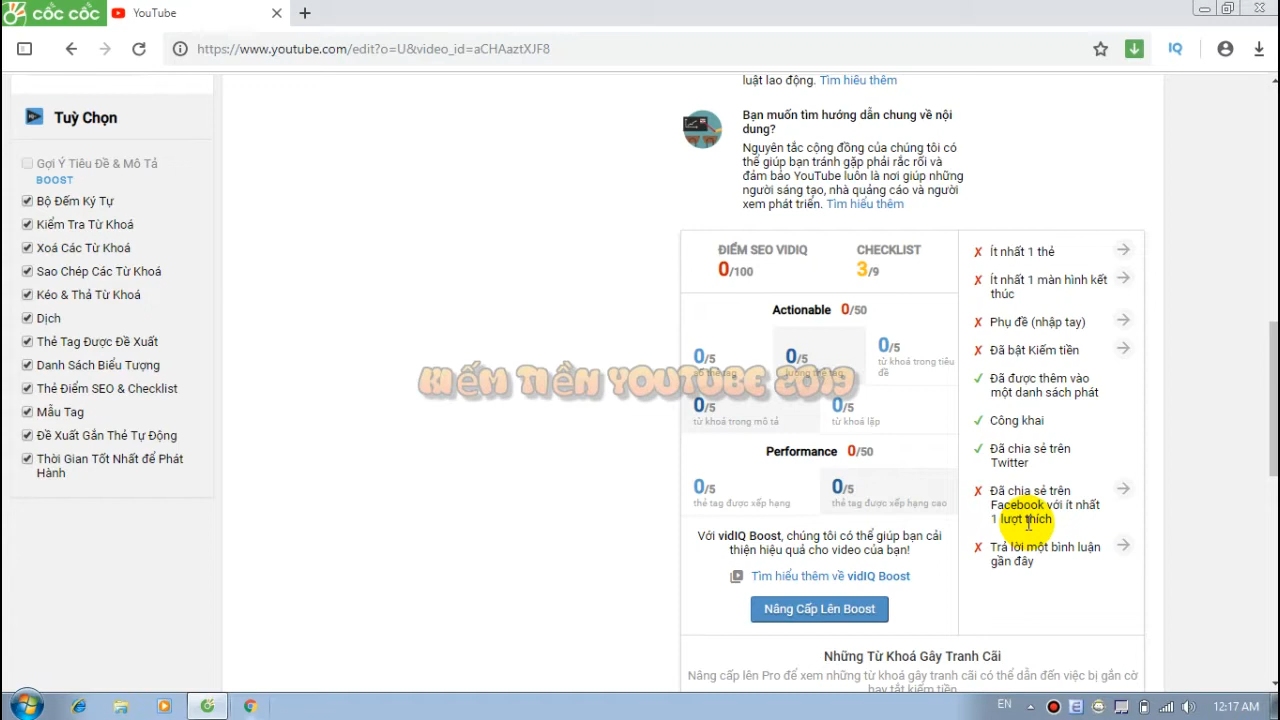 cốc cốc
YouTube
https://www.youtube.com/edit?o=U&video_id=aCHAaztXJF8
IQ
Tuỳ Chọn
Gợi Ý Tiêu Đề & Mô Tả
BOOST
Bộ Đếm Ký Tự
Kiểm Tra Từ Khoá
Xoá Các Từ Khoá
Sao Chép Các Từ Khoá
Kéo & Thả Từ Khoá
Dịch
Thẻ Tag Được Đề Xuất
Danh Sách Biểu Tượng
Thẻ Điểm SEO & Checklist
Mẫu Tag
Đề Xuất Gắn Thẻ Tự Động
Thời Gian Tốt Nhất để Phát
Hành
luật lao động. Tìm hiểu thêm
Bạn muốn tìm hướng dẫn chung về nội
dung?
Nguyên tắc cộng đồng của chúng tôi có
thể giúp bạn tránh gặp phải rắc rối và
đảm bảo YouTube luôn là nơi giúp những
người sáng tạo, nhà quảng cáo và người
xem phát triển. Tìm hiểu thêm
ĐIỂM SEO VIDIQ
0/100
CHECKLIST
3/9
Actionable 0/50
0/5
số thẻ tag
0/5
lượng thẻ tag
0/5
từ khoá trong tiêu
đề
KIẾM TIỀN YOUTUBE 2019
0/5
từ khoá trong mô tả
0/5
từ khoá lặp
Performance 0/50
0/5
thẻ tag được xếp hạng
0/5
thẻ tag được xếp hạng cao
Với vidIQ Boost, chúng tôi có thể giúp bạn cải
thiện hiệu quả cho video của bạn!
Tìm hiểu thêm về vidIQ Boost
Nâng Cấp Lên Boost
Ít nhất 1 thẻ
Ít nhất 1 màn hình kết
thúc
Phụ đề (nhập tay)
Đã bật Kiếm tiền
Đã được thêm vào
một danh sách phát
Công khai
Đã chia sẻ trên
Twitter
Đã chia sẻ trên
Facebook với ít nhất
1 lượt thích
Trả lời một bình luận
gần đây
Những Từ Khoá Gây Tranh Cãi
Nâng cấp lên Pro để xem những từ khoá gây tranh cãi có thể dẫn đến việc bị gắn cờ
hay tắt kiếm tiền.
EN
12:17 AM